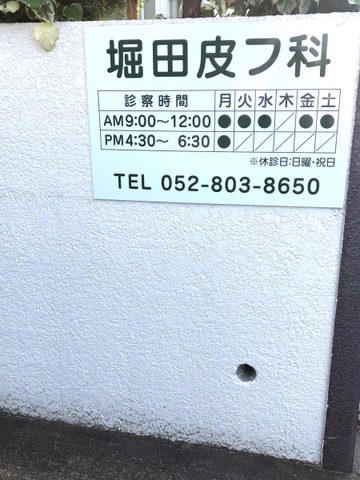 堀田皮フ科
診察時間 月 火 水 木 金 土
AM9:00〜12:00 ● ● ● ／ ● ●
PM4:30〜 6:30 ● ／ ／ ／ ／ ／
※休診日:日曜・祝日
TEL 052-803-8650